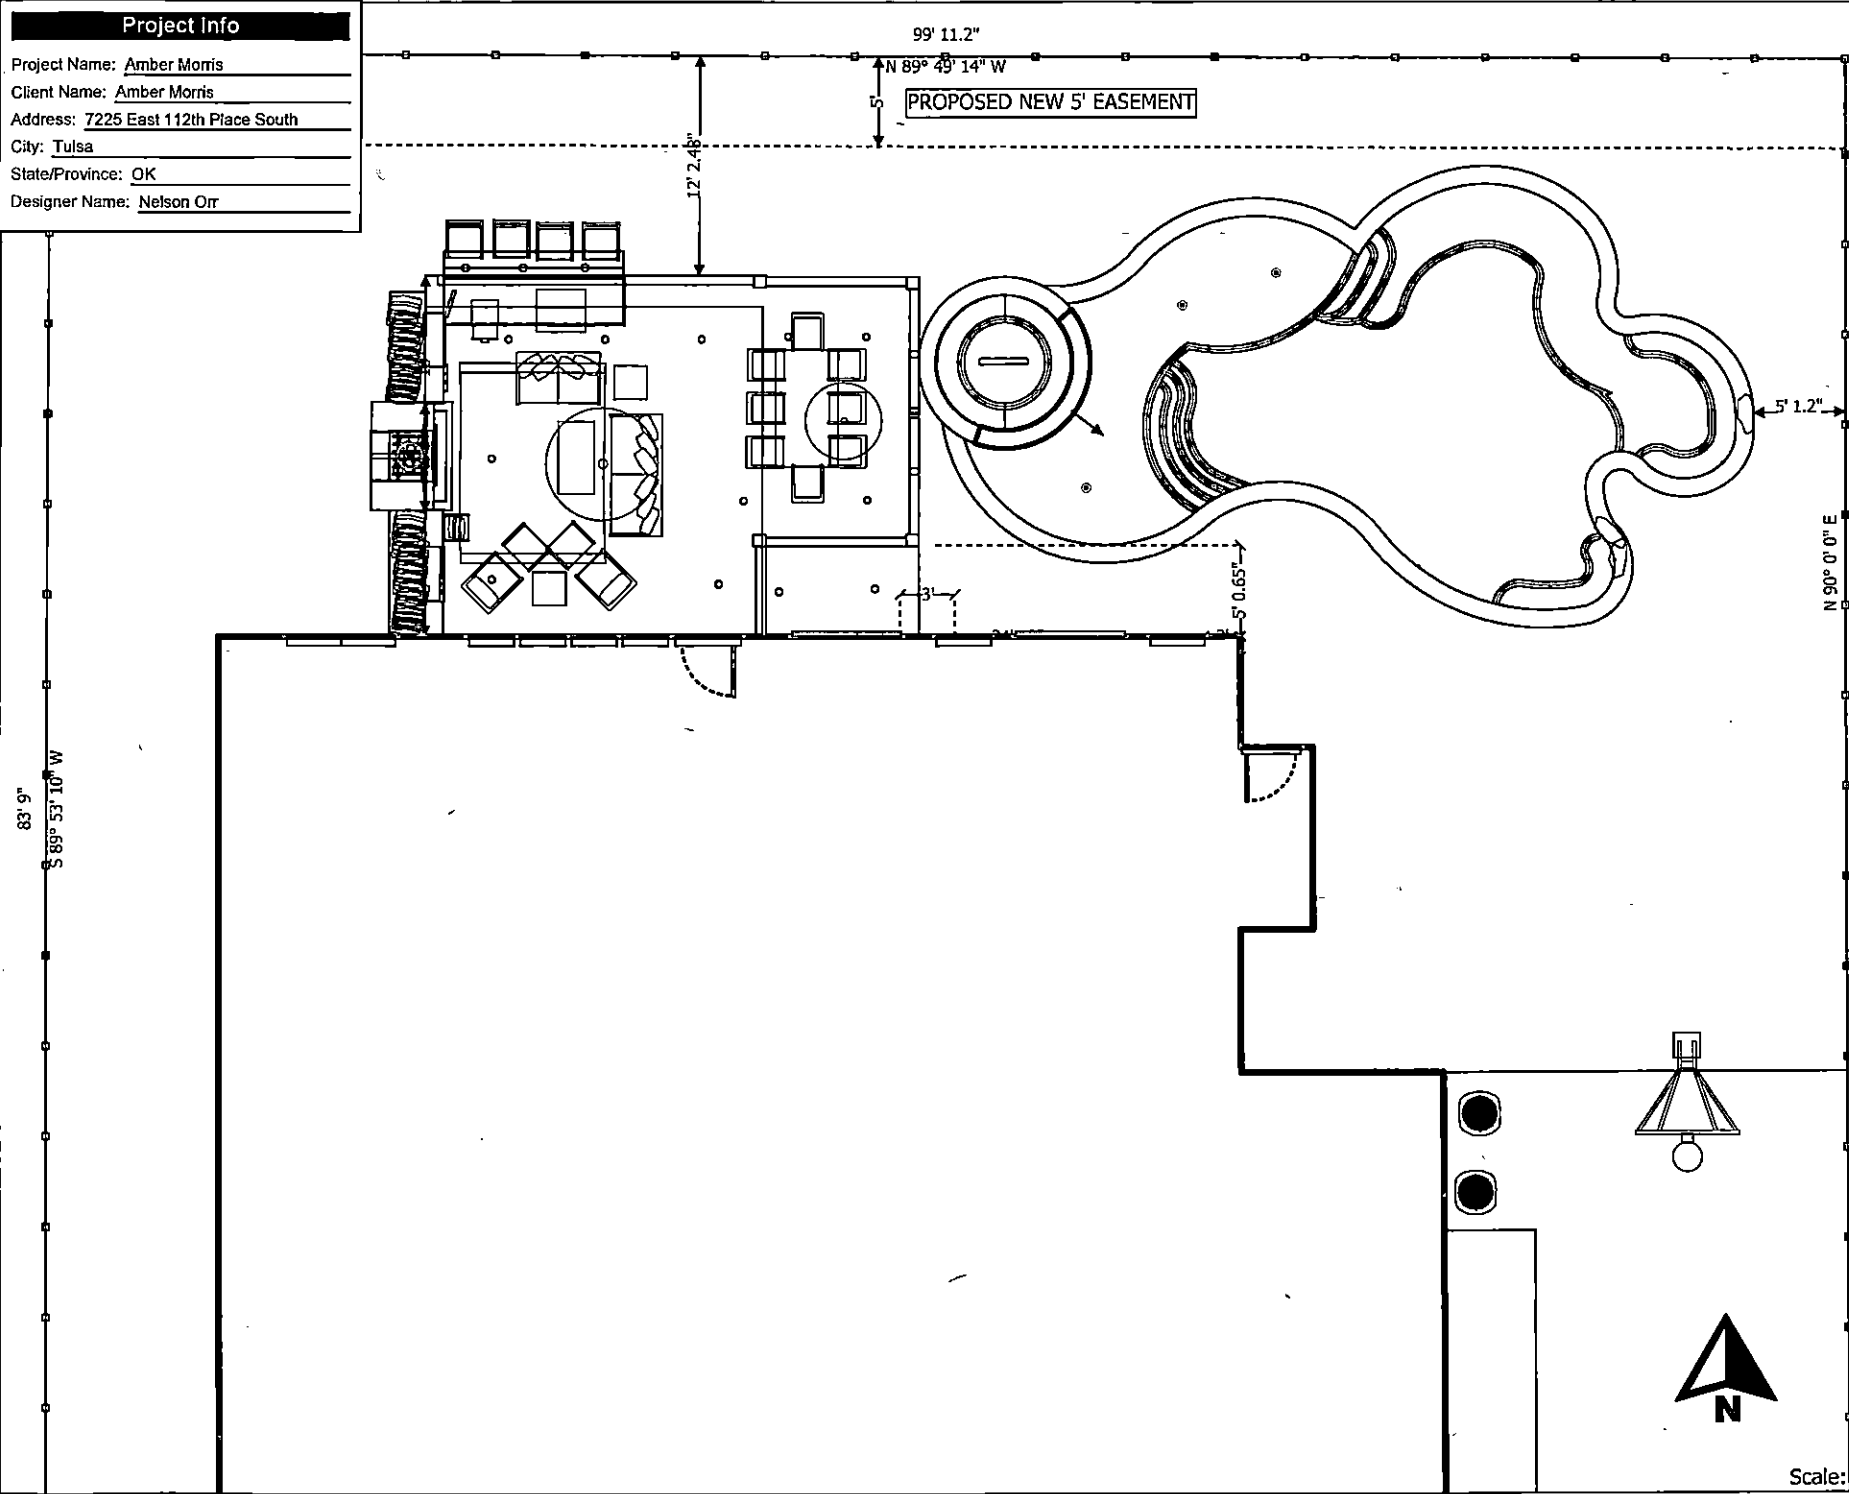 Project Info
Project Name: Amber Morris
Client Name: Amber Morris
Address: 7225 East 112th Place South
City: Tulsa
State/Province: OK
Designer Name: Nelson Orr
99' 11.2"
N 89° 49' 14" W
5'
PROPOSED NEW 5' EASEMENT
12' 2.43"
5' 1.2"
N 90° 0' 0" E
3'
5' 0.65"
83' 9"
S 89° 53' 10" W
N
Scale: